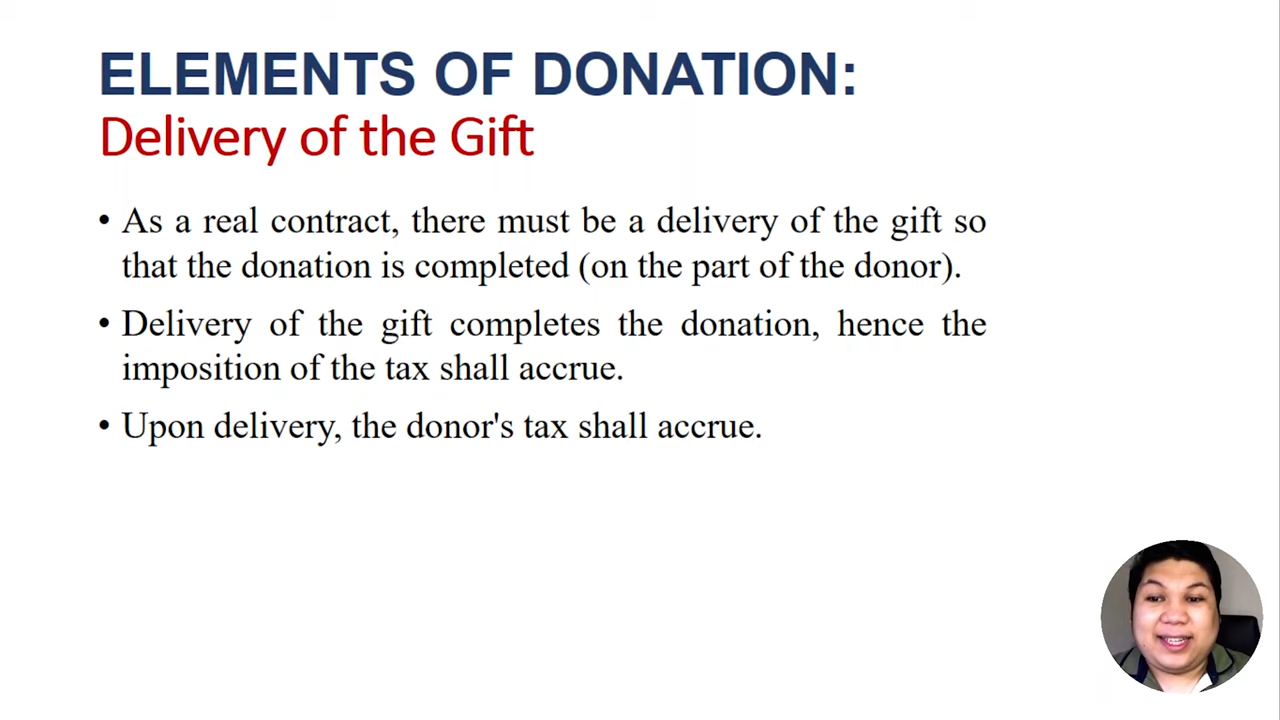 ELEMENTS OF DONATION:
Delivery of the Gift
• As a real contract, there must be a delivery of the gift so
that the donation is completed (on the part of the donor).
• Delivery of the gift completes the donation, hence the
imposition of the tax shall accrue.
• Upon delivery, the donor's tax shall accrue.